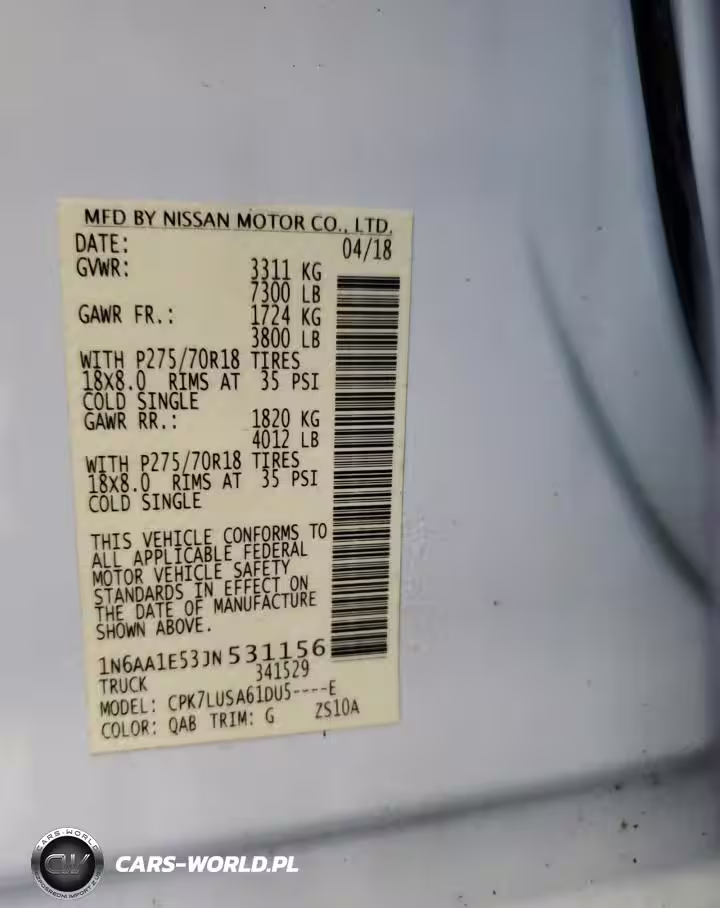 MFD BY NISSAN MOTOR CO., LTD.
DATE: 04/18
GVWR: 3311 KG
7300 LB
GAWR FR.: 1724 KG
3800 LB
WITH P275/70R18 TIRES
18X8.0 RIMS AT 35 PSI
COLD SINGLE
GAWR RR.: 1820 KG
4012 LB
WITH P275/70R18 TIRES
18X8.0 RIMS AT 35 PSI
COLD SINGLE
THIS VEHICLE CONFORMS TO
ALL APPLICABLE FEDERAL
MOTOR VEHICLE SAFETY
STANDARDS IN EFFECT ON
THE DATE OF MANUFACTURE
SHOWN ABOVE.
1N6AA1E53JN531156
TRUCK 341529
MODEL: CPK7LUSA61DU5----E
COLOR: QAB TRIM: G ZS10A
CARS-WORLD
CW
CARS-WORLD.PL